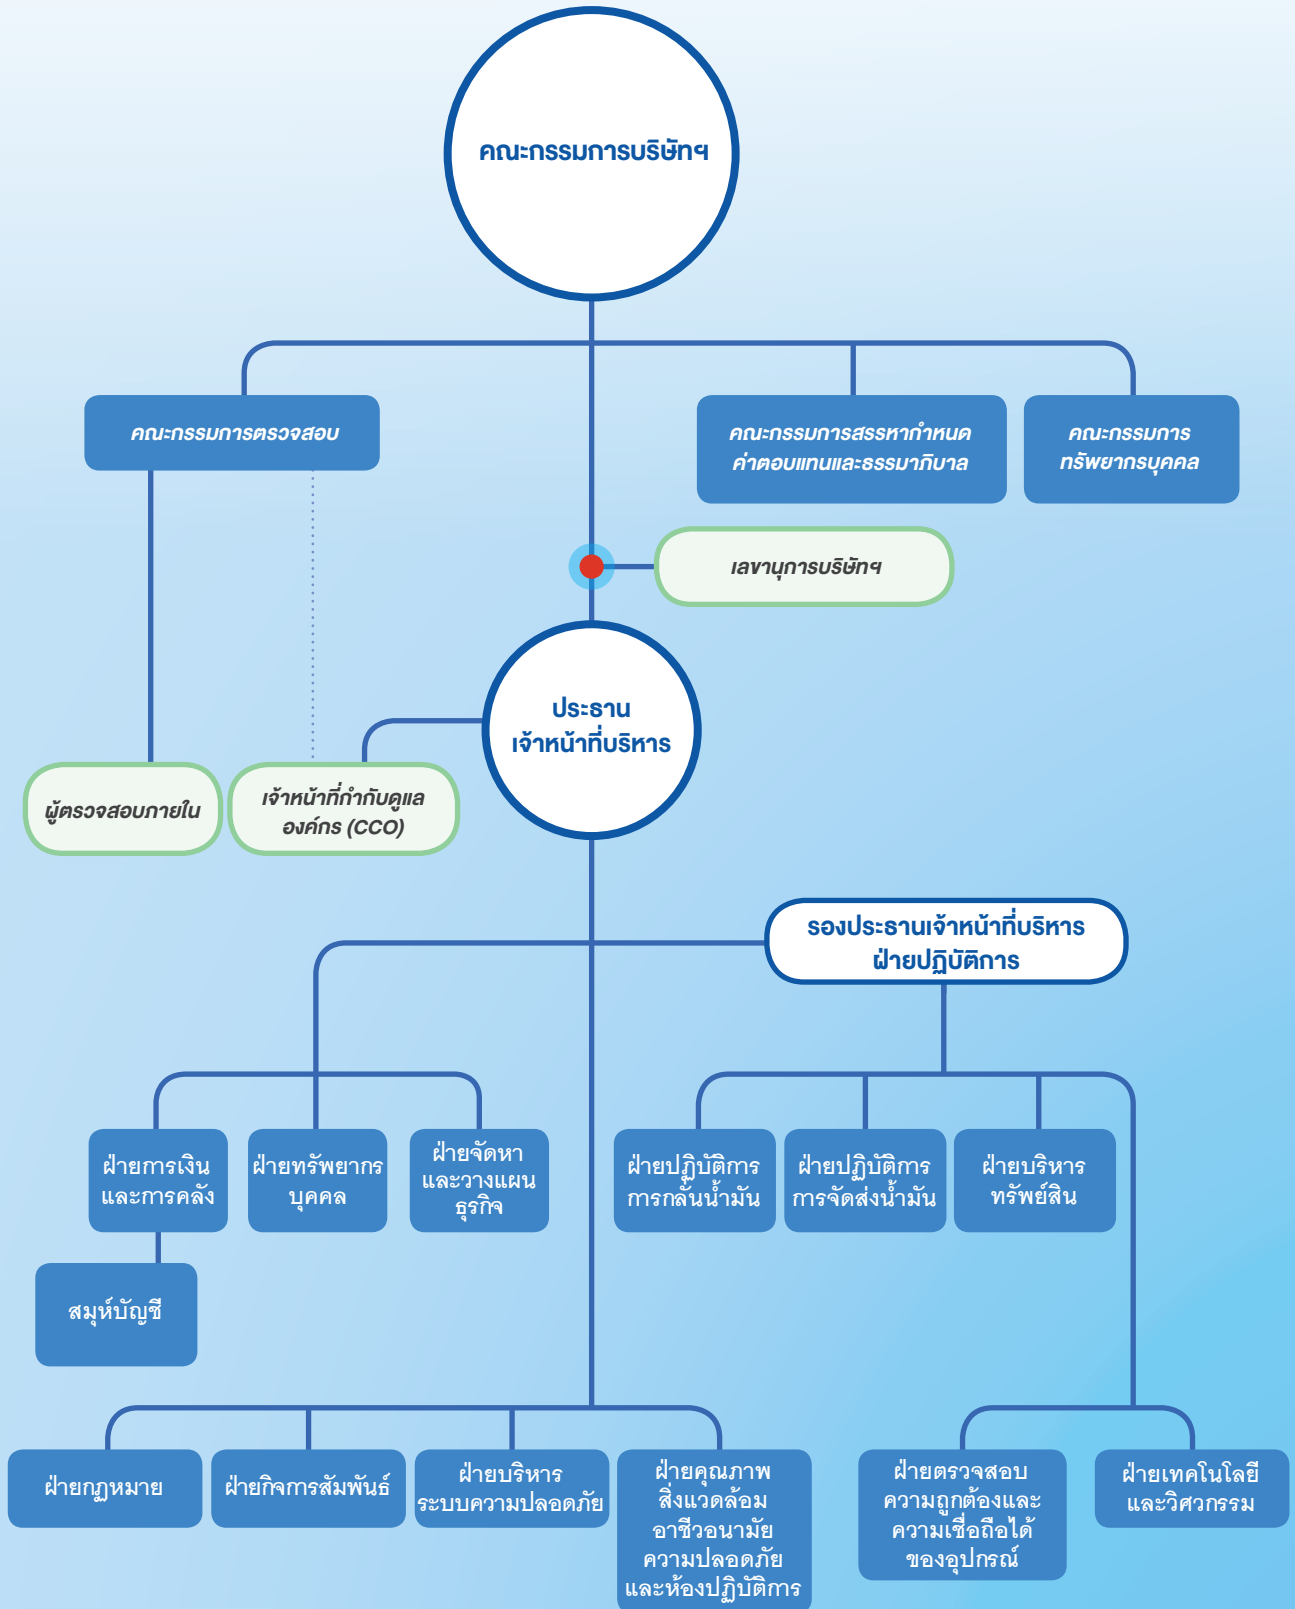 คณะกรรมการบริษัทฯ
คณะกรรมการตรวจสอบ
คณะกรรมการสรรหากำหนด
ค่าตอบแทนและธรรมาภิบาล
คณะกรรมการ
ทรัพยากรบุคคล
เลขานุการบริษัทฯ
ประธาน
เจ้าหน้าที่บริหาร
ผู้ตรวจสอบภายใน
เจ้าหน้าที่กำกับดูแล
องค์กร (CCO)
รองประธานเจ้าหน้าที่บริหาร
ฝ่ายปฏิบัติการ
ฝ่ายการเงิน
และการคลัง
ฝ่ายทรัพยากร
บุคคล
ฝ่ายจัดหา
และวางแผน
ธุรกิจ
ฝ่ายปฏิบัติการ
การกลั่นน้ำมัน
ฝ่ายปฏิบัติการ
การจัดส่งน้ำมัน
ฝ่ายบริหาร
ทรัพย์สิน
สมุห์บัญชี
ฝ่ายกฎหมาย
ฝ่ายกิจการสัมพันธ์
ฝ่ายบริหาร
ระบบความปลอดภัย
ฝ่ายคุณภาพ
สิ่งแวดล้อม
อาชีวอนามัย
ความปลอดภัย
และห้องปฏิบัติการ
ฝ่ายตรวจสอบ
ความถูกต้องและ
ความเชื่อถือได้
ของอุปกรณ์
ฝ่ายเทคโนโลยี
และวิศวกรรม